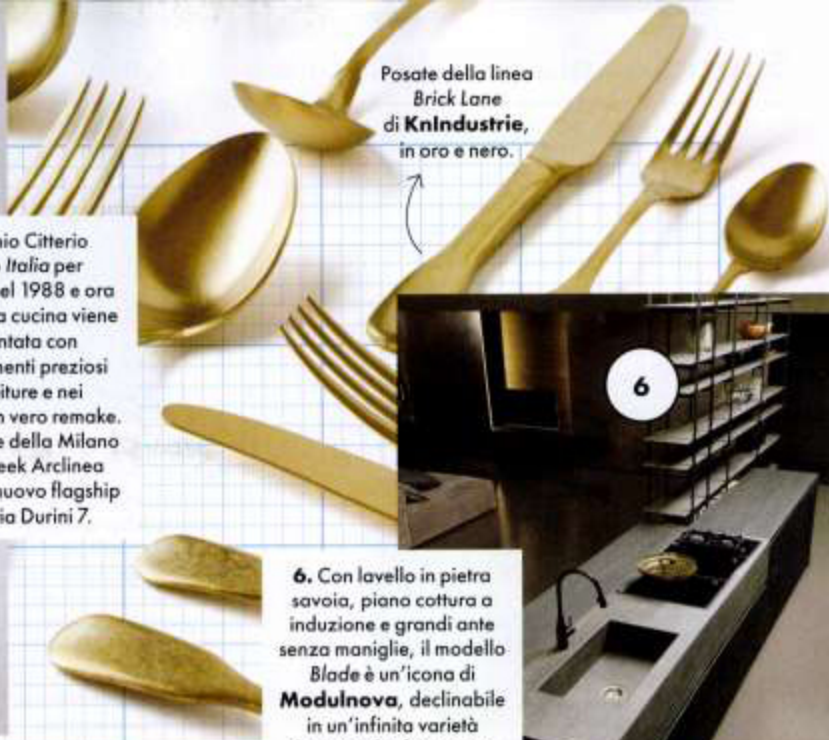 Posate della linea
Brick Lane
di KnIndustrie,
in oro e nero.
nio Citterio
Italia per
el 1988 e ora
a cucina viene
ntata con
menti preziosi
iture e nei
n vero remake.
e della Milano
eek Arclinea
nuovo flagship
ia Durini 7.
6
6. Con lavello in pietra
savoia, piano cottura a
induzione e grandi ante
senza maniglie, il modello
Blade è un'icona di
Modulnova, declinabile
in un'infinita varietà